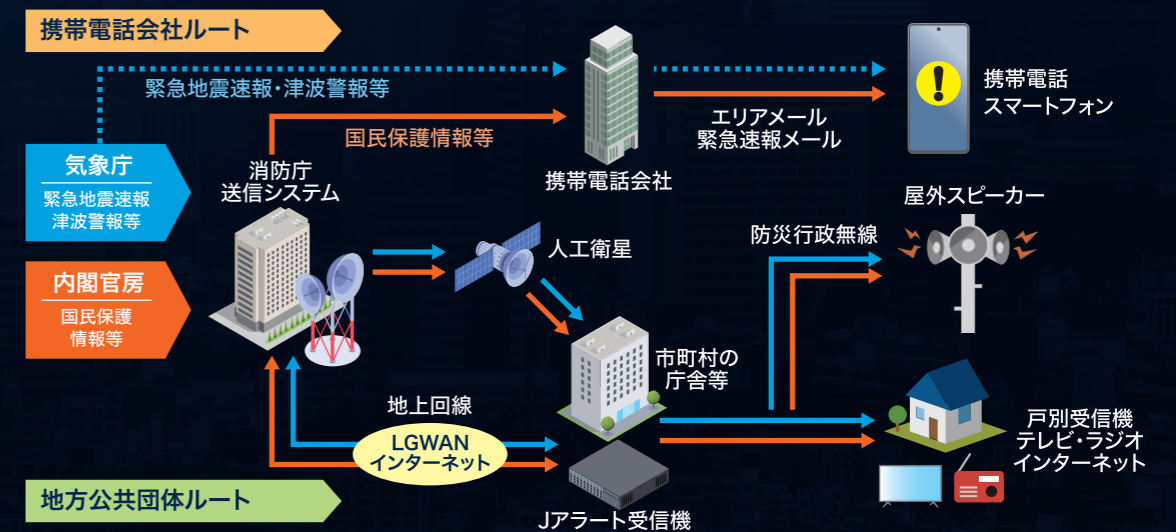 携帯電話会社ルート
緊急地震速報・津波警報等
国民保護情報等
エリアメール
緊急速報メール
携帯電話
スマートフォン
気象庁
緊急地震速報
津波警報等
消防庁
送信システム
携帯電話会社
屋外スピーカー
防災行政無線
人工衛星
内閣官房
国民保護
情報等
市町村の
庁舎等
地上回線
LGWAN
インターネット
戸別受信機
テレビ・ラジオ
インターネット
地方公共団体ルート
Jアラート受信機